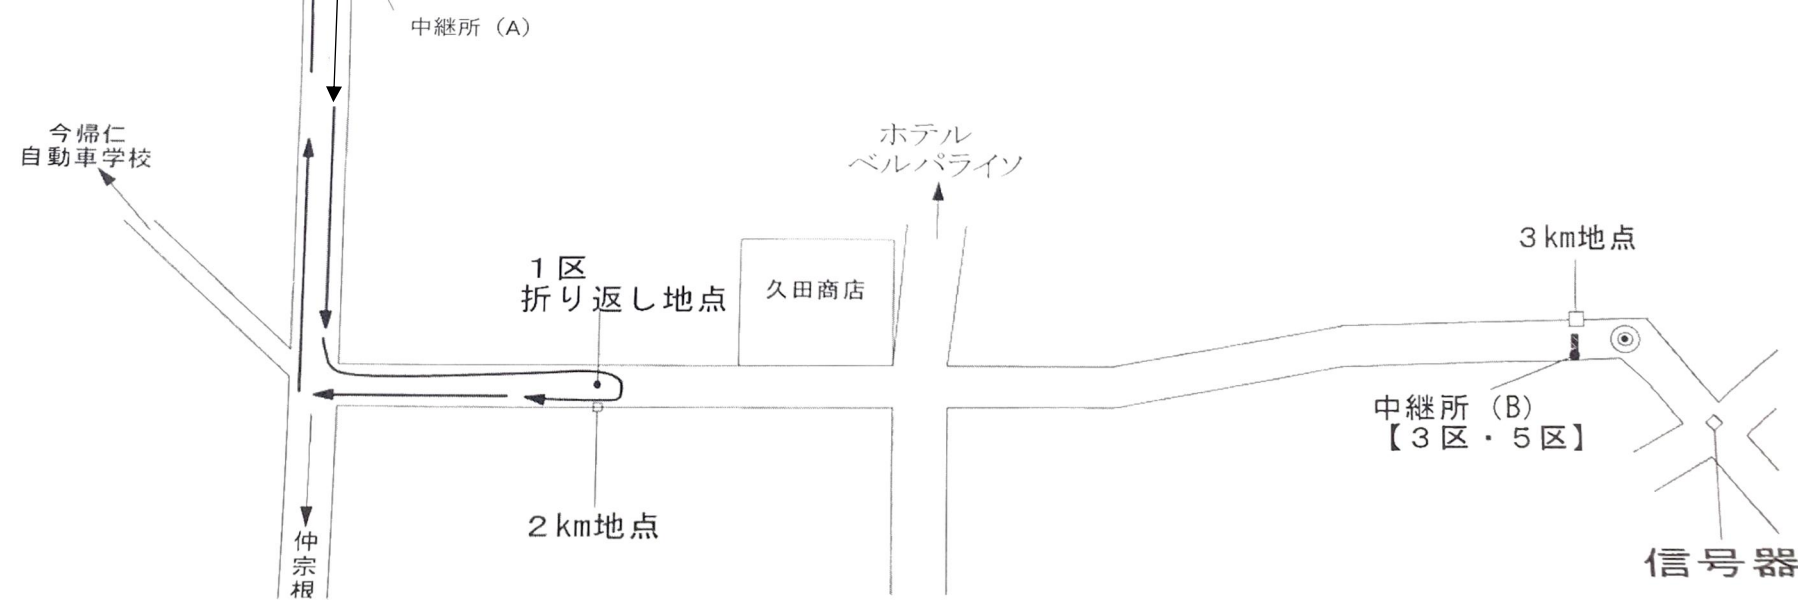 中継所（A）
今帰仁
自動車学校
ホテル
ベルパライソ
１区
折り返し地点
久田商店
３km地点
中継所（B）
【３区・５区】
２km地点
仲宗根
信号器